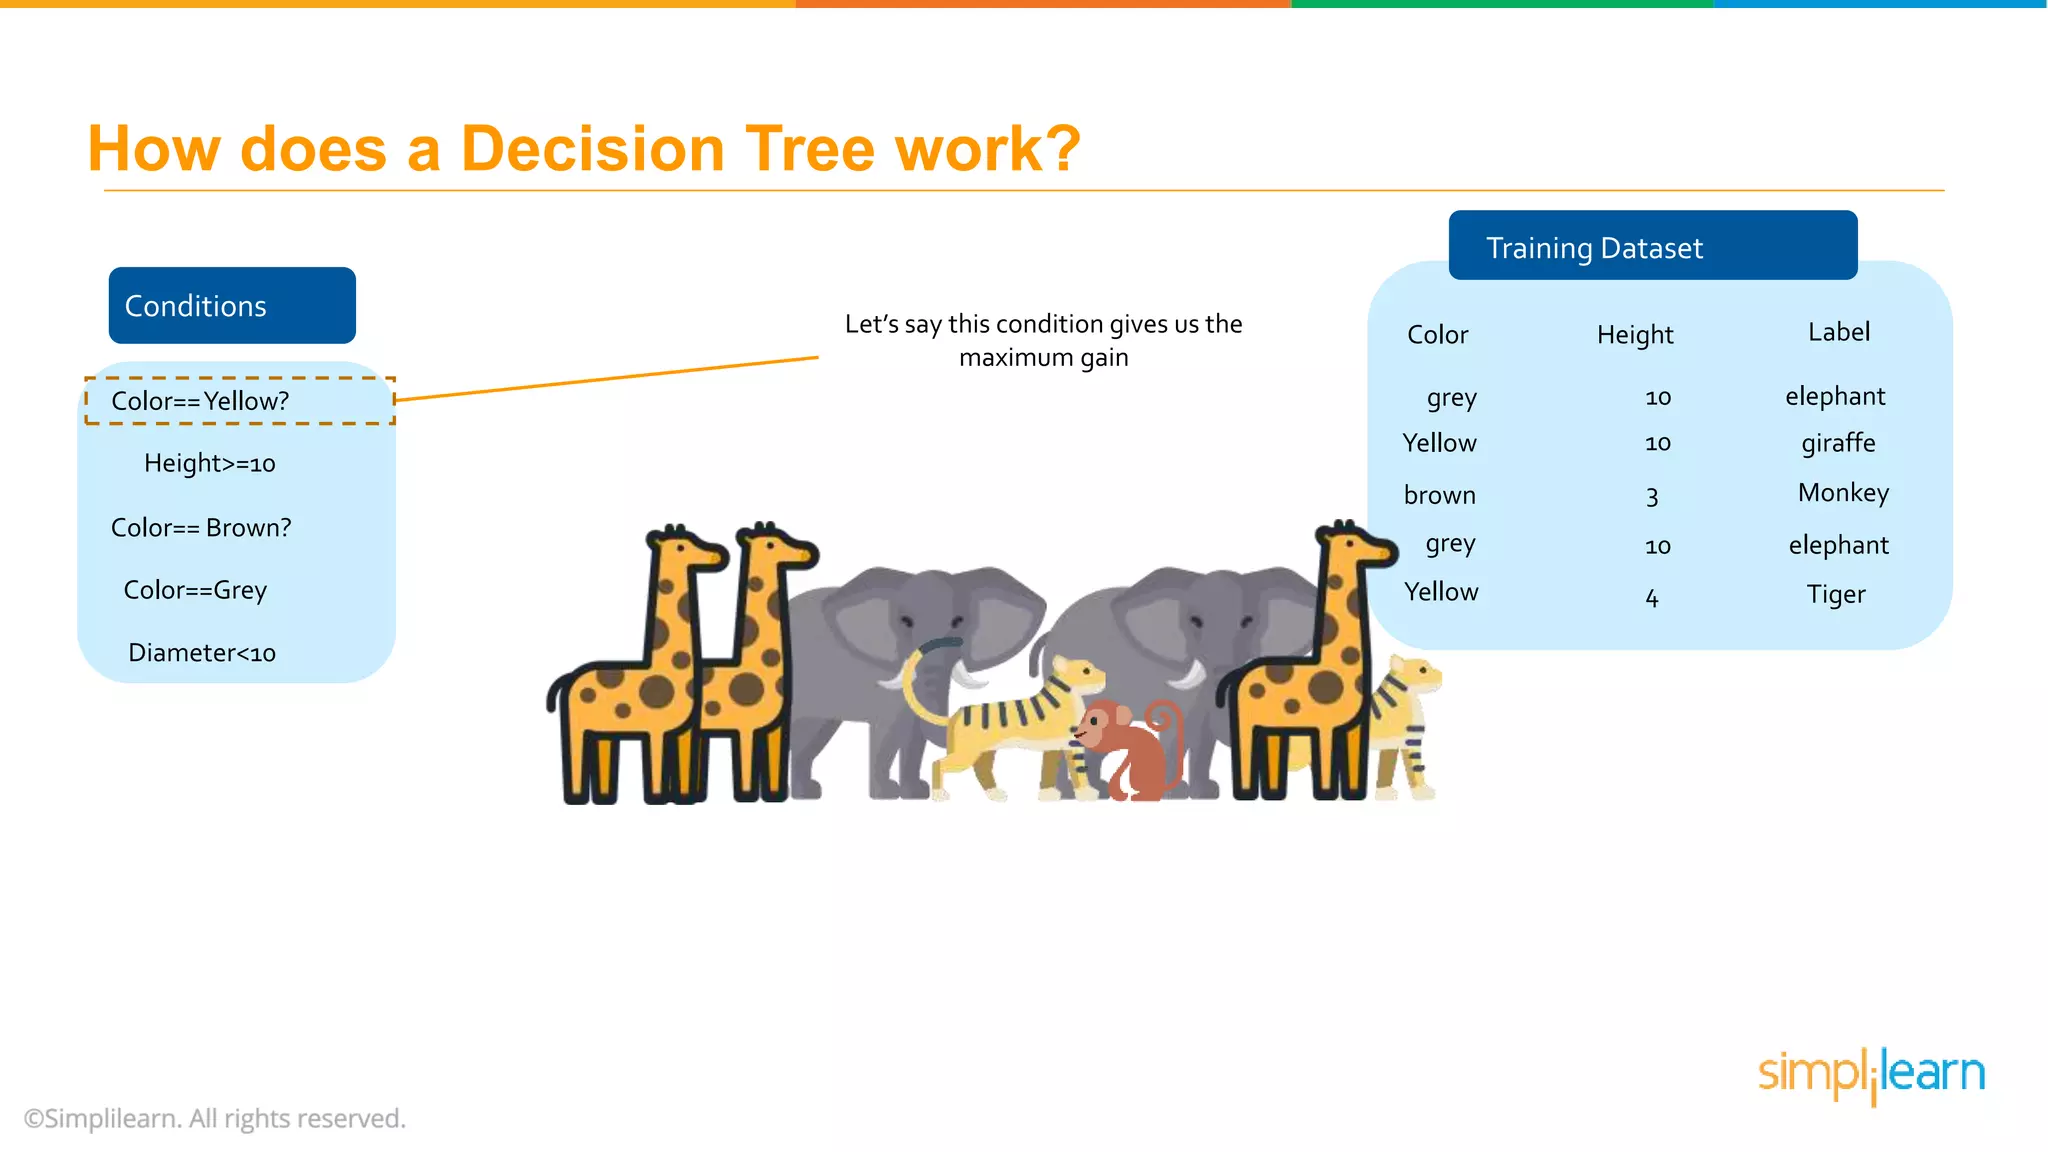 How does a Decision Tree work?
Conditions
Color==Yellow?
Height>=10
Color== Brown?
Color==Grey
Diameter<10
Let's say this condition gives us the
maximum gain
Training Dataset
Color Height Label
grey 10 elephant
Yellow 10 giraffe
brown 3 Monkey
grey 10 elephant
Yellow 4 Tiger
simplilearn
©Simplilearn. All rights reserved.